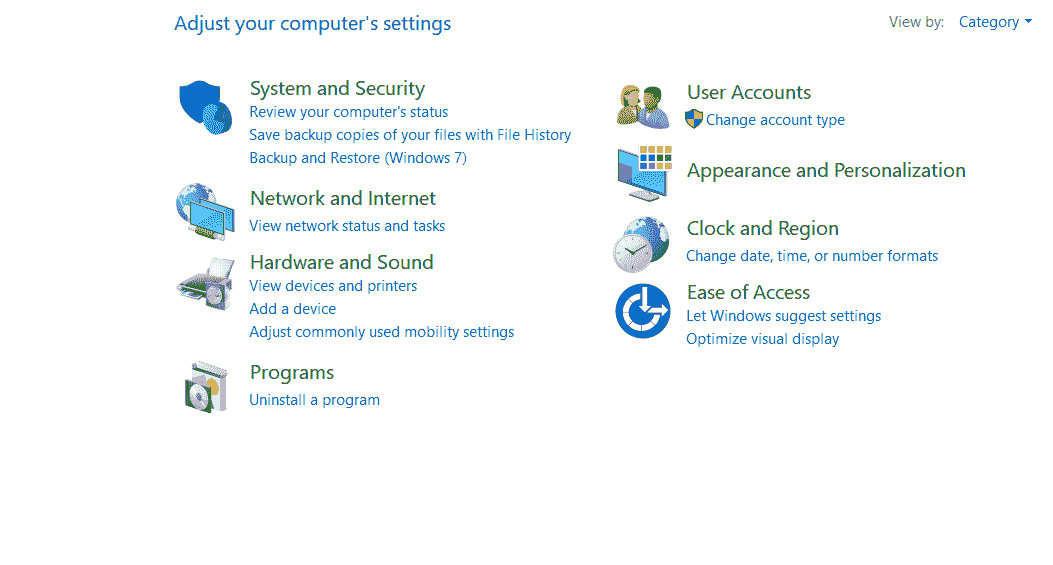 Adjust your computer's settings
View by: Category
System and Security
Review your computer's status
Save backup copies of your files with File History
Backup and Restore (Windows 7)
Network and Internet
View network status and tasks
Hardware and Sound
View devices and printers
Add a device
Adjust commonly used mobility settings
Programs
Uninstall a program
User Accounts
Change account type
Appearance and Personalization
Clock and Region
Change date, time, or number formats
Ease of Access
Let Windows suggest settings
Optimize visual display